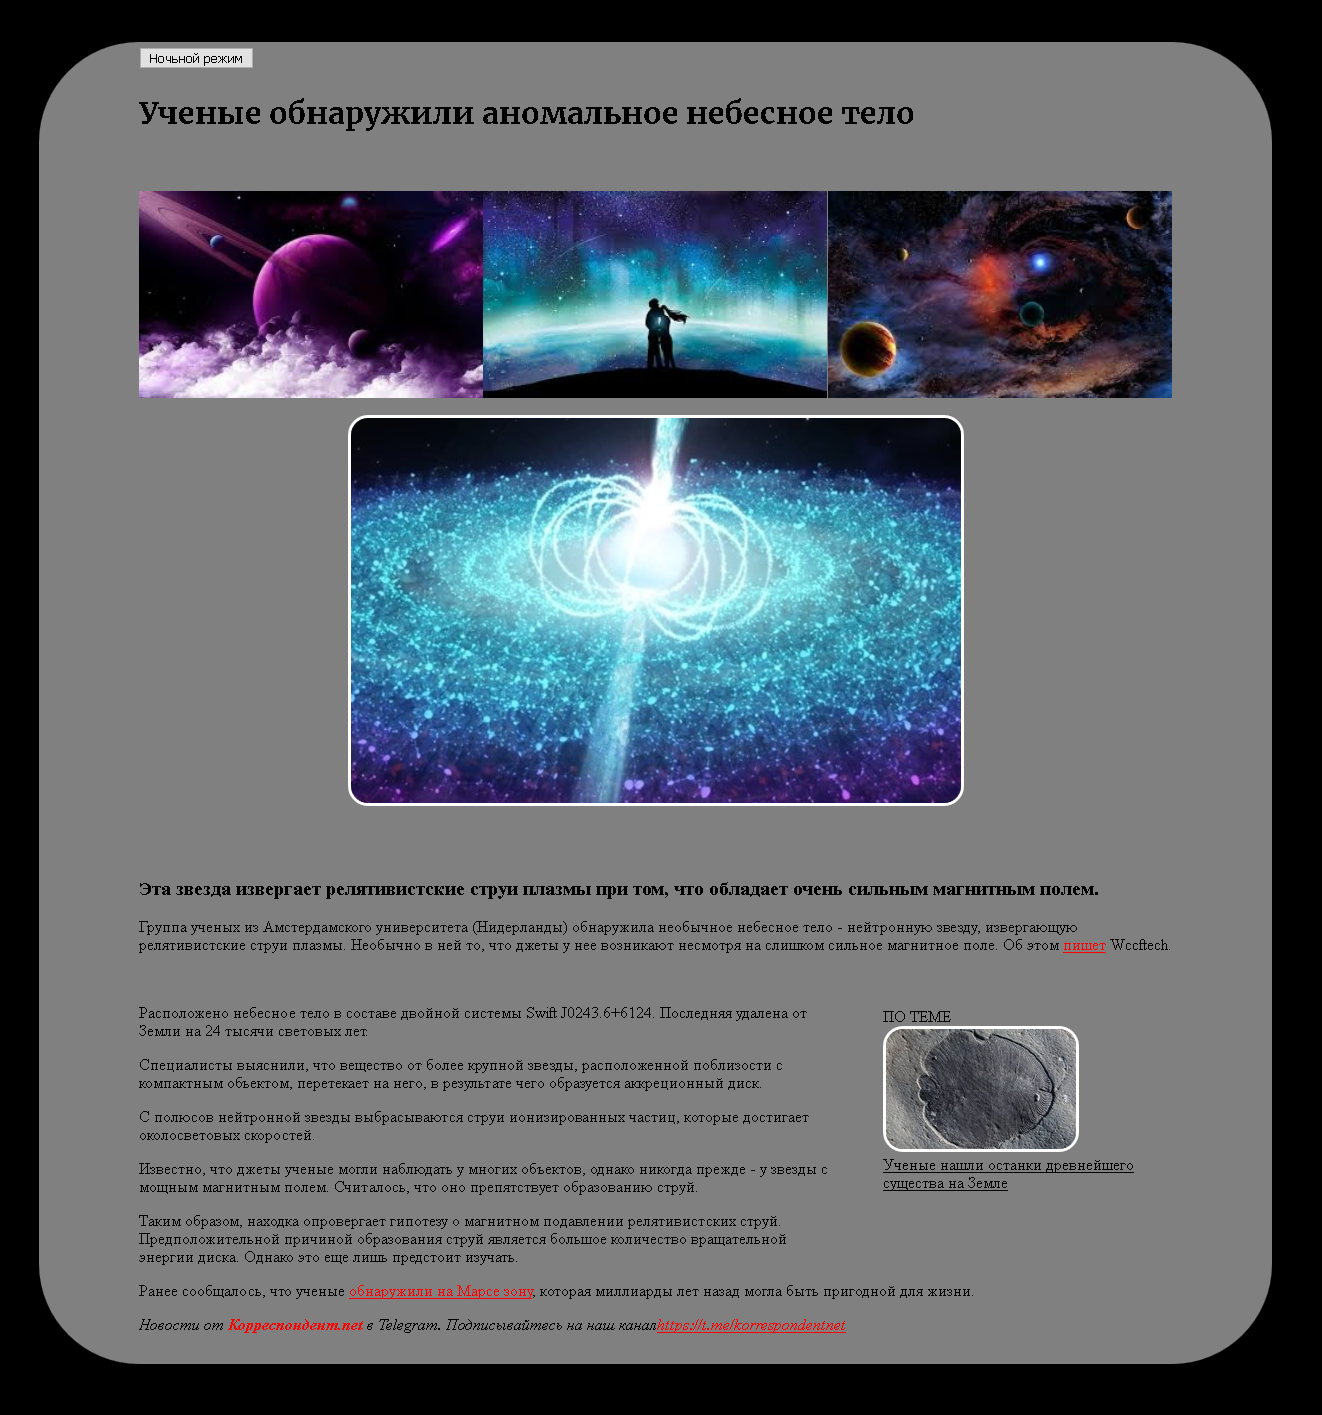 Ночьной режим
Ученые обнаружили аномальное небесное тело
Эта звезда извергает релятивистские струи плазмы при том, что обладает очень сильным магнитным полем.
Группа ученых из Амстердамского университета (Нидерланды) обнаружила необычное небесное тело - нейтронную звезду, извергающую
релятивистские струи плазмы. Необычно в ней то, что джеты у нее возникают несмотря на слишком сильное магнитное поле. Об этом пишет Wccftech.
Расположено небесное тело в составе двойной системы Swift J0243.6+6124. Последняя удалена от
Земли на 24 тысячи световых лет.
Специалисты выяснили, что вещество от более крупной звезды, расположенной поблизости с
компактным объектом, перетекает на него, в результате чего образуется аккреционный диск.
С полюсов нейтронной звезды выбрасываются струи ионизированных частиц, которые достигает
околосветовых скоростей.
Известно, что джеты ученые могли наблюдать у многих объектов, однако никогда прежде - у звезды с
мощным магнитным полем. Считалось, что оно препятствует образованию струй.
Таким образом, находка опровергает гипотезу о магнитном подавлении релятивистских струй.
Предположительной причиной образования струй является большое количество вращательной
энергии диска. Однако это еще лишь предстоит изучать.
ПО ТЕМЕ
Ученые нашли останки древнейшего
существа на Земле
Ранее сообщалось, что ученые обнаружили на Марсе зону, которая миллиарды лет назад могла быть пригодной для жизни.
Новости от Корреспондент.net в Telegram. Подписывайтесь на наш каналhttps://t.me/korrespondentnet